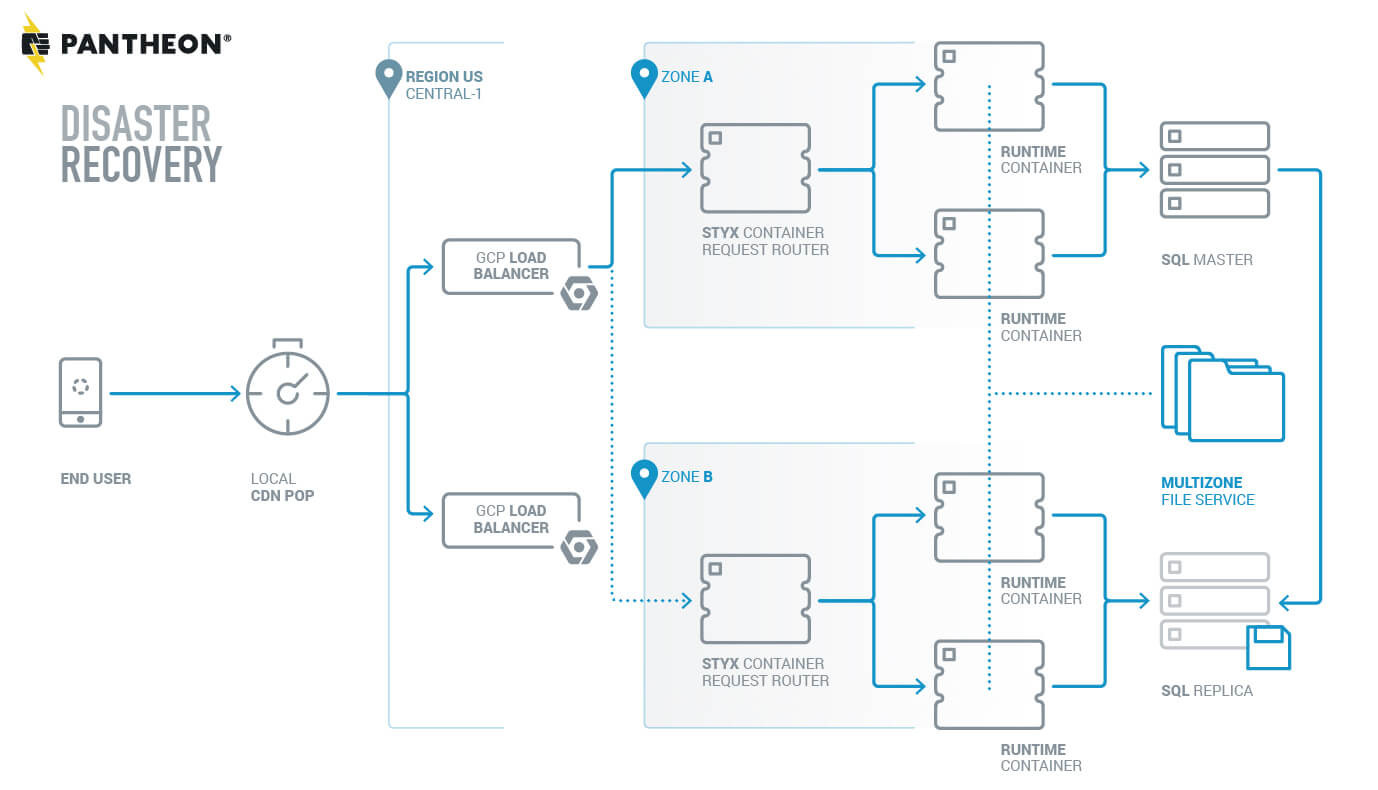 PANTHEON®
DISASTER
RECOVERY
REGION US
CENTRAL-1
ZONE A
STYX CONTAINER
REQUEST ROUTER
RUNTIME
CONTAINER
RUNTIME
CONTAINER
SQL MASTER
GCP LOAD
BALANCER
END USER
LOCAL
CDN POP
GCP LOAD
BALANCER
MULTIZONE
FILE SERVICE
ZONE B
STYX CONTAINER
REQUEST ROUTER
RUNTIME
CONTAINER
RUNTIME
CONTAINER
SQL REPLICA